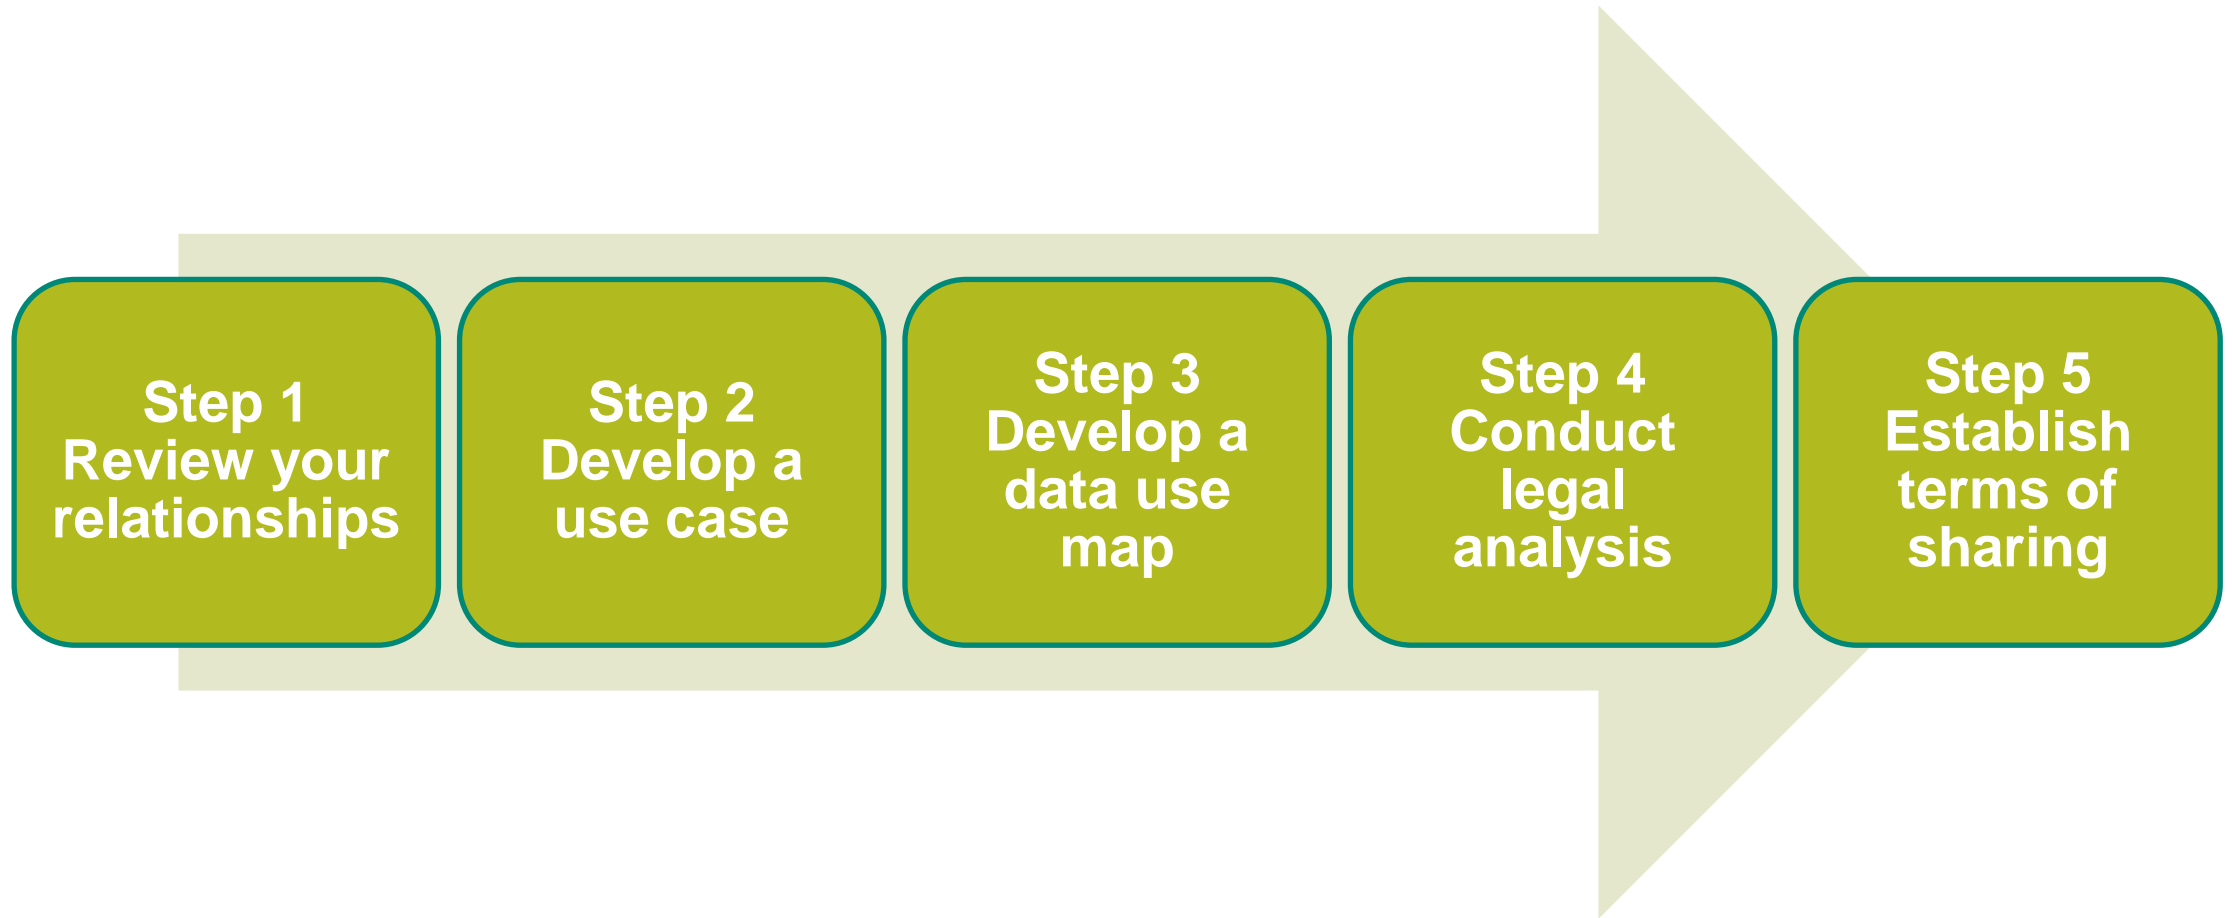 Step 1
Review your
relationships
Step 2
Develop a
use case
Step 3
Develop a
data use
map
Step 4
Conduct
legal
analysis
Step 5
Establish
terms of
sharing